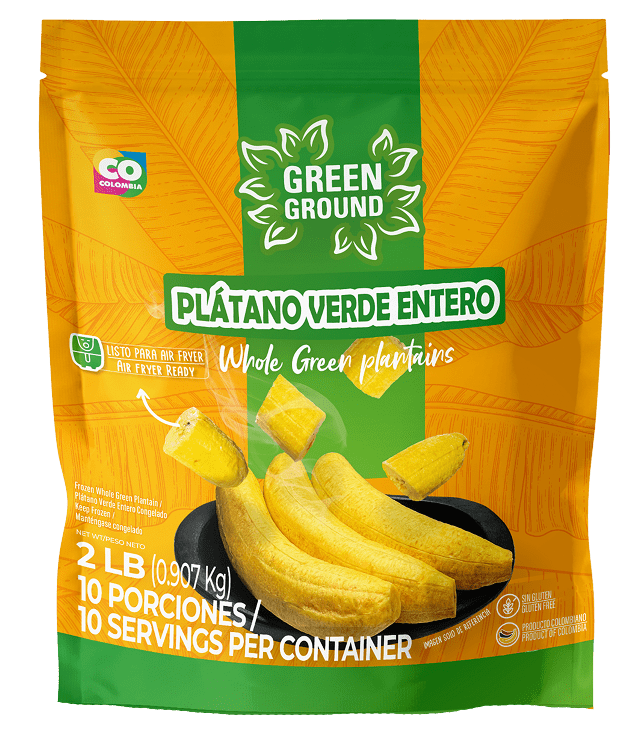 GREEN
GROUND
CO
COLOMBIA
PLÁTANO VERDE ENTERO
Whole Green plantains
LISTO PARA AIR FRYER
AIR FRYER READY
Frozen Whole Green Plantain /
Plátano Verde Entero Congelado
Keep Frozen /
Manténgase congelado
NET WT/PESO NETO
2 LB (0.907 Kg)
10 PORCIONES /
10 SERVINGS PER CONTAINER
IMAGEN SOLO DE REFERENCIA
SIN GLUTEN
GLUTEN FREE
PRODUCTO COLOMBIANO
PRODUCT OF COLOMBIA